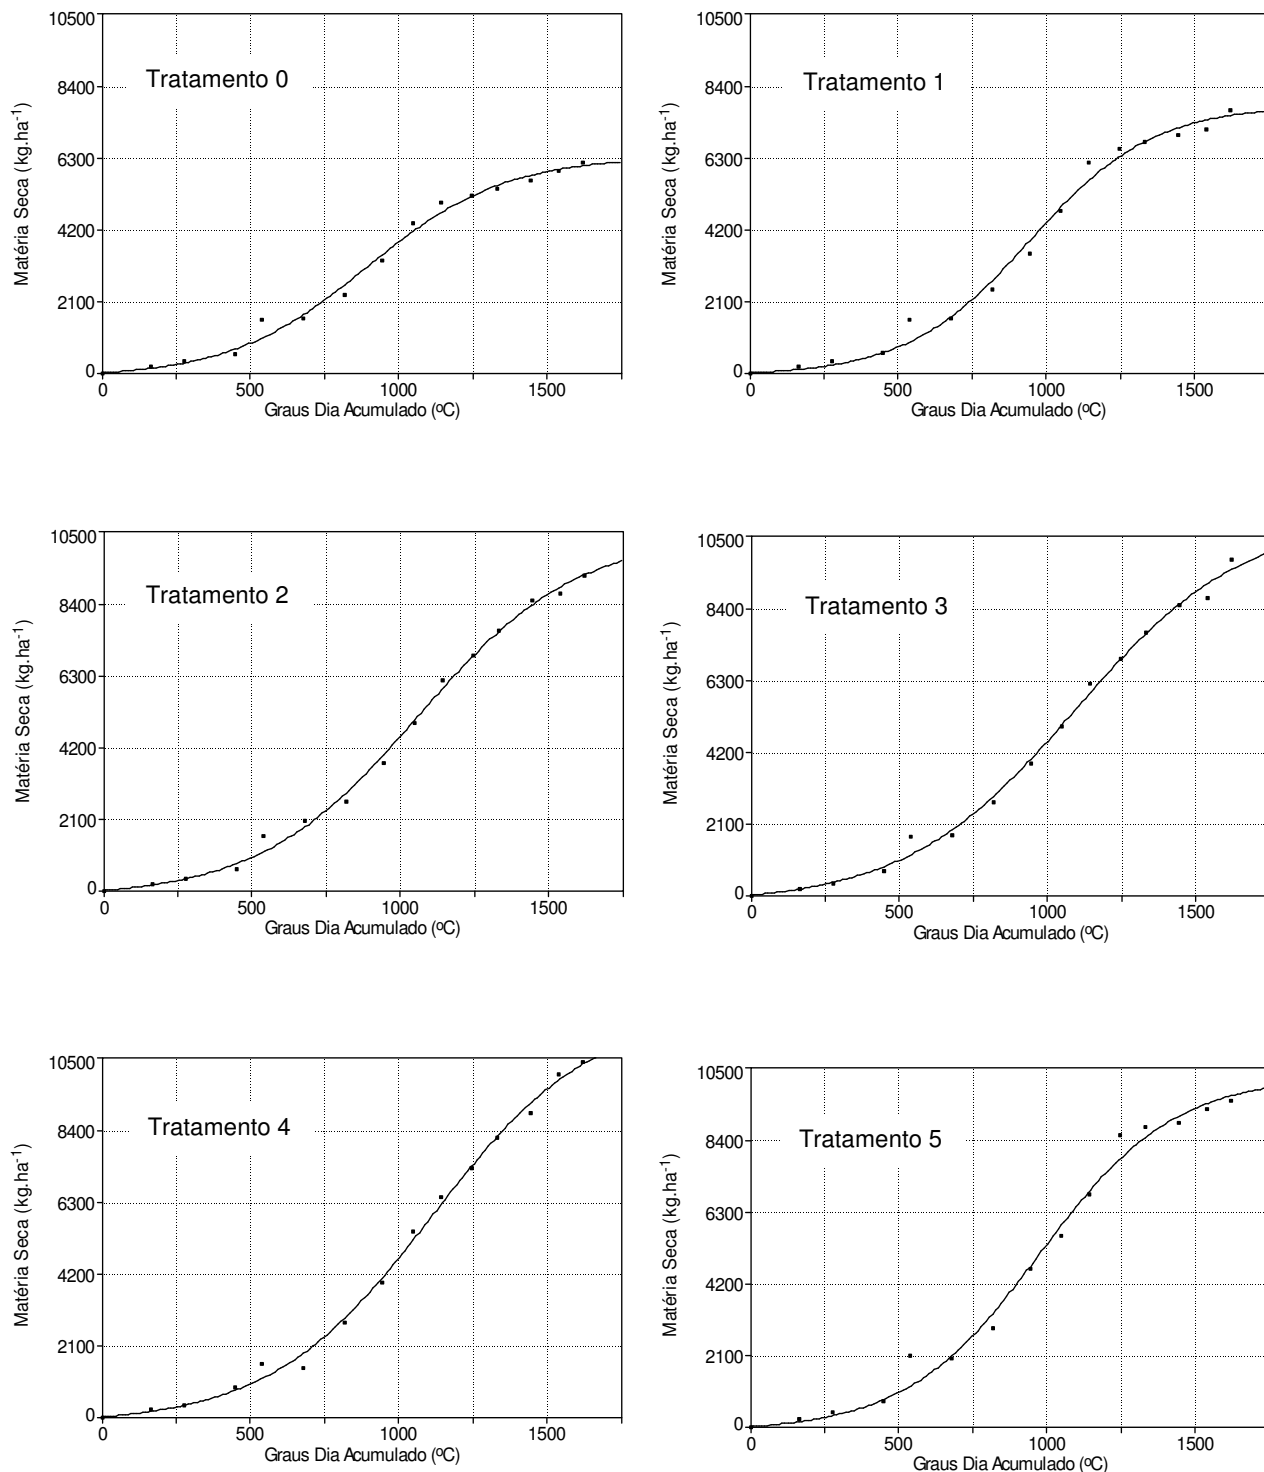 10500
8400
6300
4200
2100
0
Matéria Seca (kg.ha-1)
Tratamento 0
0 500 1000 1500
Graus Dia Acumulado (ºC)
10500
8400
6300
4200
2100
0
Matéria Seca (kg.ha-1)
Tratamento 1
0 500 1000 1500
Graus Dia Acumulado (ºC)
10500
8400
6300
4200
2100
0
Matéria Seca (kg.ha-1)
Tratamento 2
0 500 1000 1500
Graus Dia Acumulado (ºC)
10500
8400
6300
4200
2100
0
Matéria Seca (kg.ha-1)
Tratamento 3
0 500 1000 1500
Graus Dia Acumulado (ºC)
10500
8400
6300
4200
2100
0
Matéria Seca (kg.ha-1)
Tratamento 4
0 500 1000 1500
Graus Dia Acumulado (ºC)
10500
8400
6300
4200
2100
0
Matéria Seca (kg.ha-1)
Tratamento 5
0 500 1000 1500
Graus Dia Acumulado (ºC)